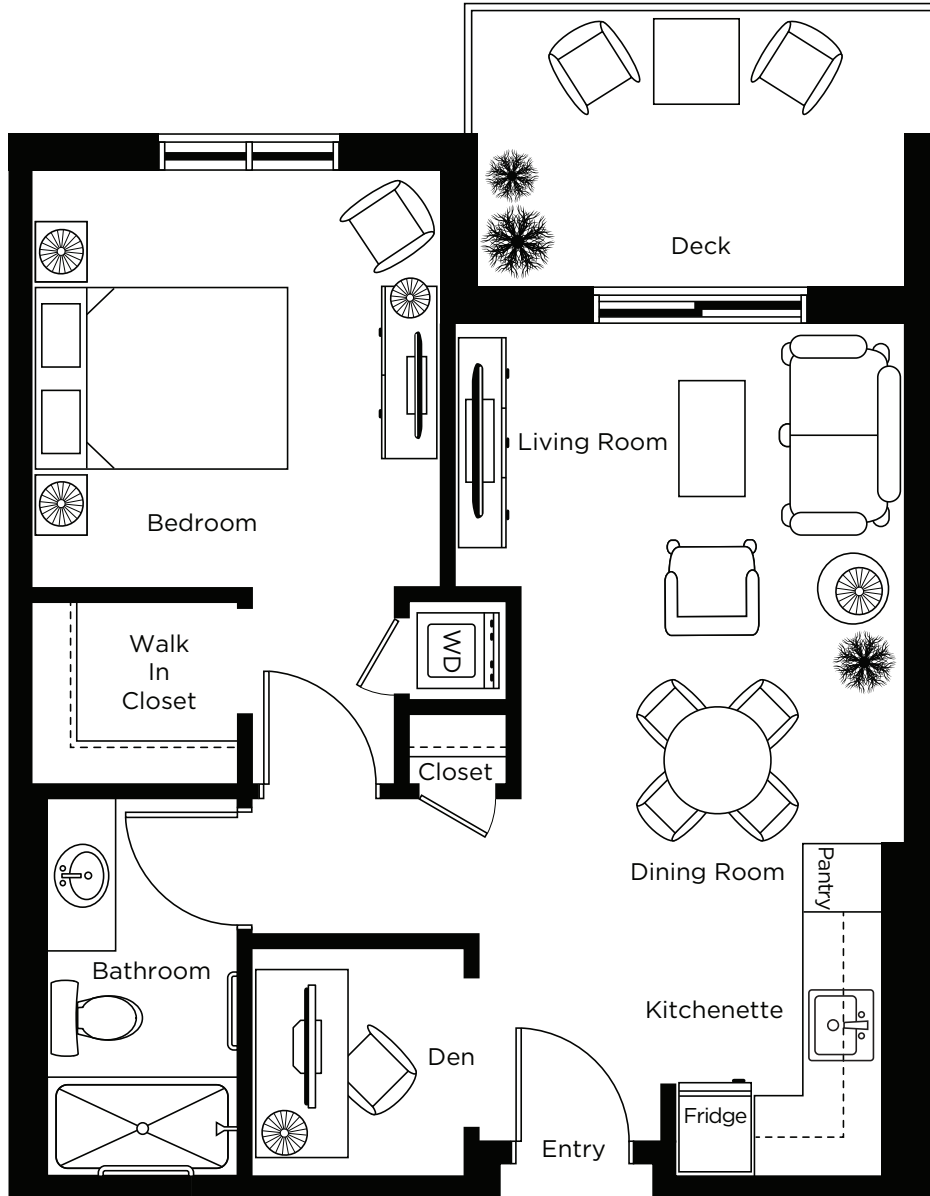 Deck
Living Room
Bedroom
Walk
In
Closet
WD
Closet
Dining Room
Pantry
Bathroom
Kitchenette
Den
Fridge
Entry